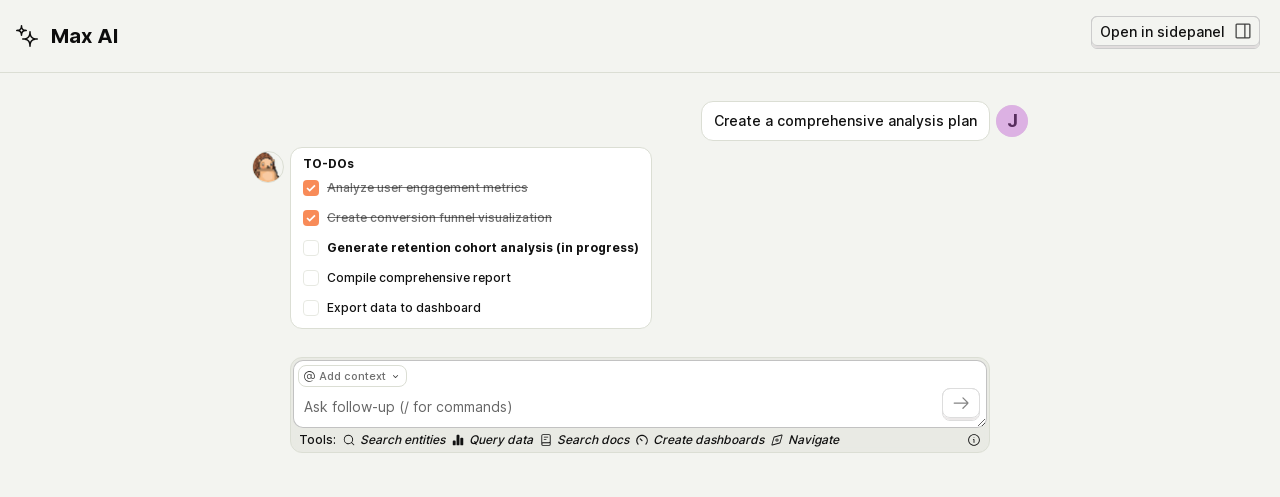 Max AI
Open in sidepanel
Create a comprehensive analysis plan
J
TO-DOs
Analyze user engagement metrics
Create conversion funnel visualization
Generate retention cohort analysis (in progress)
Compile comprehensive report
Export data to dashboard
@ Add context
Ask follow-up (/ for commands)
Tools: Search entities Query data Search docs Create dashboards Navigate